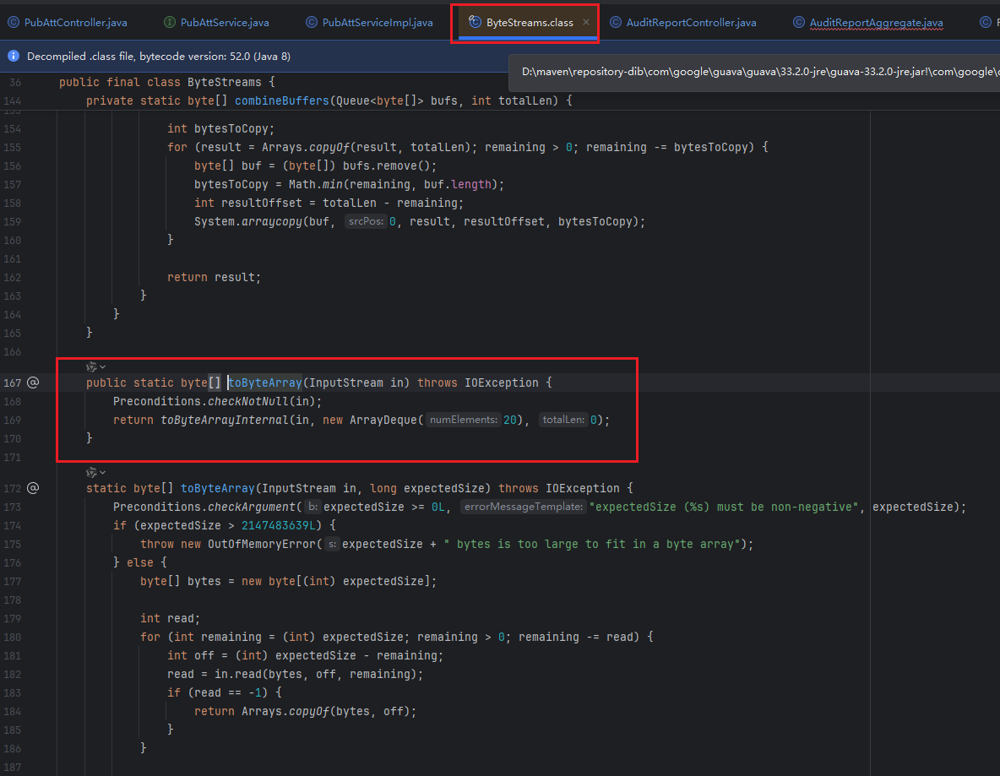 PubAttController.java PubAttService.java PubAttServiceImpl.java ByteStreams.class AuditReportController.java AuditReportAggregate.java
Decompiled .class file, bytecode version: 52.0 (Java 8)
D:\maven\repository-dib\com\google\guava\guava\33.2.0-jre\guava-33.2.0-jre.jar!\com\google\
36 public final class ByteStreams {
144 private static byte[] combineBuffers(Queue<byte[]> bufs, int totalLen) {
154 int bytesToCopy;
155 for (result = Arrays.copyOf(result, totalLen); remaining > 0; remaining -= bytesToCopy) {
156 byte[] buf = (byte[]) bufs.remove();
157 bytesToCopy = Math.min(remaining, buf.length);
158 int resultOffset = totalLen - remaining;
159 System.arraycopy(buf, srcPos: 0, result, resultOffset, bytesToCopy);
160 }
161
162 return result;
163 }
164 }
165 }
166
167 @ public static byte[] toByteArray(InputStream in) throws IOException {
168 Preconditions.checkNotNull(in);
169 return toByteArrayInternal(in, new ArrayDeque( numElements: 20), totalLen: 0);
170 }
171
172 @ static byte[] toByteArray(InputStream in, long expectedSize) throws IOException {
173 Preconditions.checkArgument( b: expectedSize >= 0L, errorMessageTemplate: "expectedSize (%s) must be non-negative", expectedSize);
174 if (expectedSize > 2147483639L) {
175 throw new OutOfMemoryError( s: expectedSize + " bytes is too large to fit in a byte array");
176 } else {
177 byte[] bytes = new byte[(int) expectedSize];
178
179 int read;
180 for (int remaining = (int) expectedSize; remaining > 0; remaining -= read) {
181 int off = (int) expectedSize - remaining;
182 read = in.read(bytes, off, remaining);
183 if (read == -1) {
184 return Arrays.copyOf(bytes, off);
185 }
186 }
187